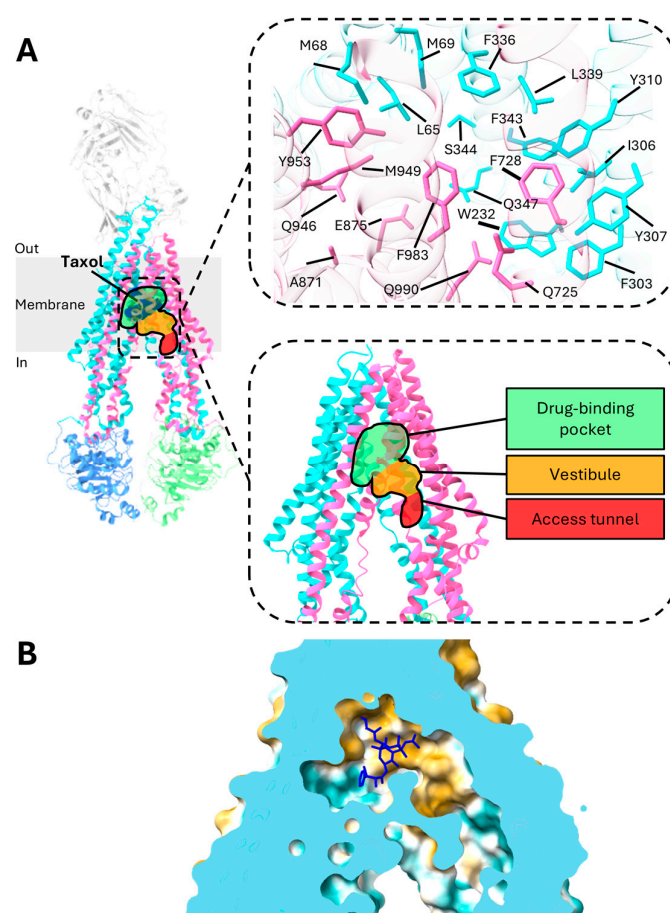 A
M68
M69
F336
L339
Y310
L65
F343
S344
I306
Y953
M949
F728
Q347
Q946
E875
W232
Y307
F983
A871
Q990
Q725
F303
Out
Taxol
Membrane
In
Drug-binding
pocket
Vestibule
Access tunnel
B